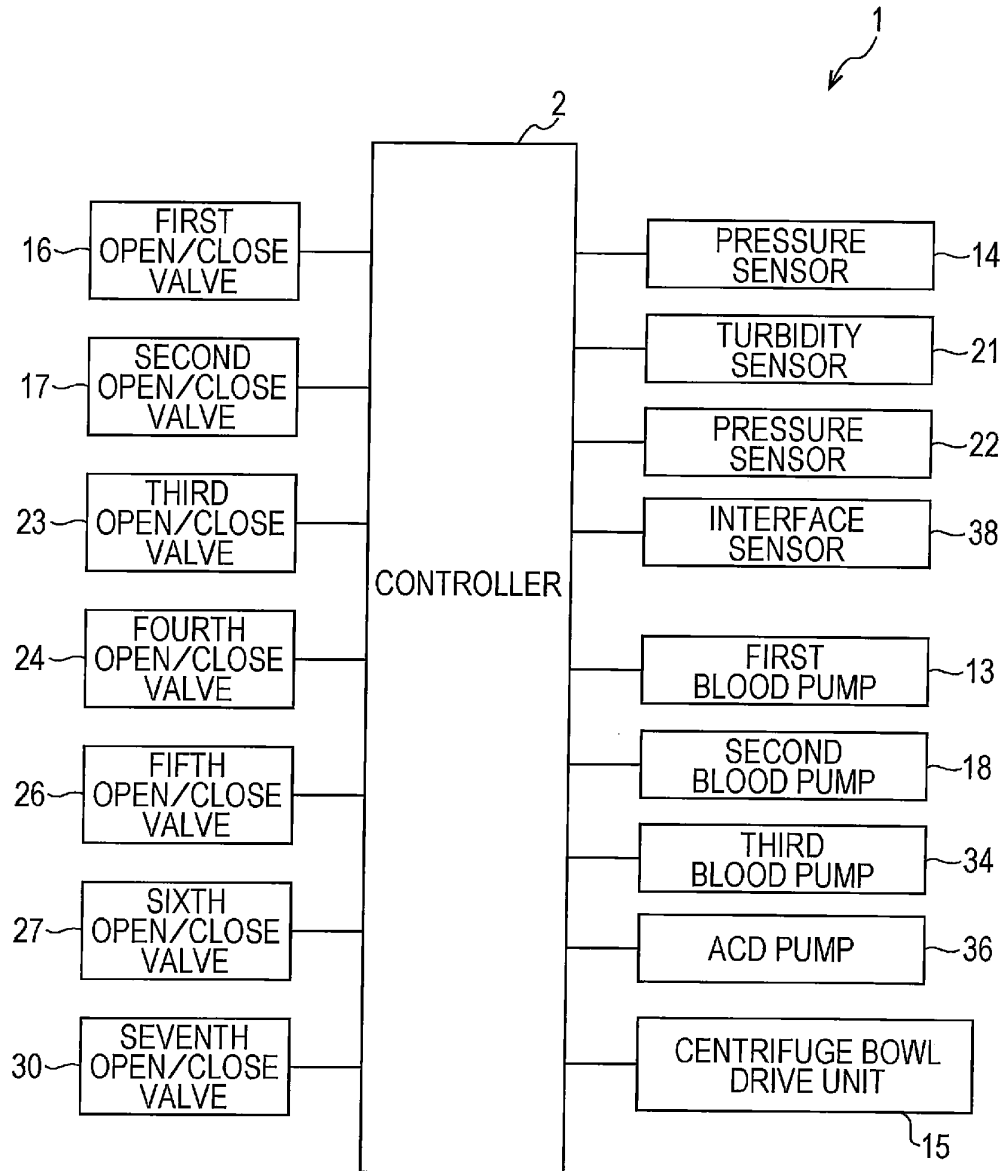 1
2
16
FIRST
OPEN/CLOSE
VALVE
17
SECOND
OPEN/CLOSE
VALVE
23
THIRD
OPEN/CLOSE
VALVE
24
FOURTH
OPEN/CLOSE
VALVE
26
FIFTH
OPEN/CLOSE
VALVE
27
SIXTH
OPEN/CLOSE
VALVE
30
SEVENTH
OPEN/CLOSE
VALVE
CONTROLLER
PRESSURE
SENSOR
14
TURBIDITY
SENSOR
21
PRESSURE
SENSOR
22
INTERFACE
SENSOR
38
FIRST
BLOOD PUMP
13
SECOND
BLOOD PUMP
18
THIRD
BLOOD PUMP
34
ACD PUMP
36
CENTRIFUGE BOWL
DRIVE UNIT
15